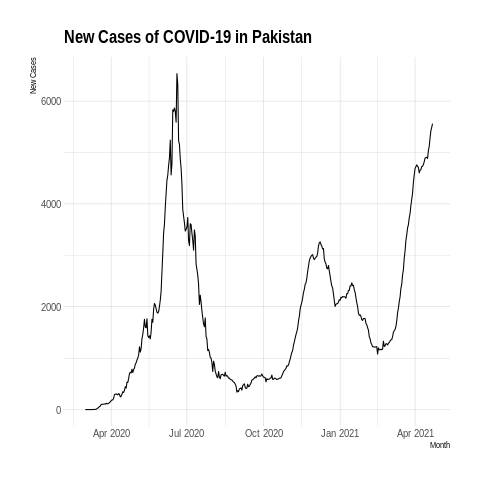 New Cases of COVID-19 in Pakistan
New Cases
6000
4000
2000
0
Apr 2020
Jul 2020
Oct 2020
Jan 2021
Apr 2021
Month